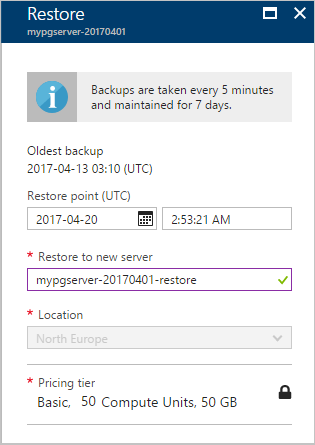 Restore
mypgserver-20170401
Backups are taken every 5 minutes
and maintained for 7 days.
Oldest backup
2017-04-13 03:10 (UTC)
Restore point (UTC)
2017-04-20 2:53:21 AM
* Restore to new server
mypgserver-20170401-restore
* Location
North Europe
* Pricing tier
Basic, 50 Compute Units, 50 GB